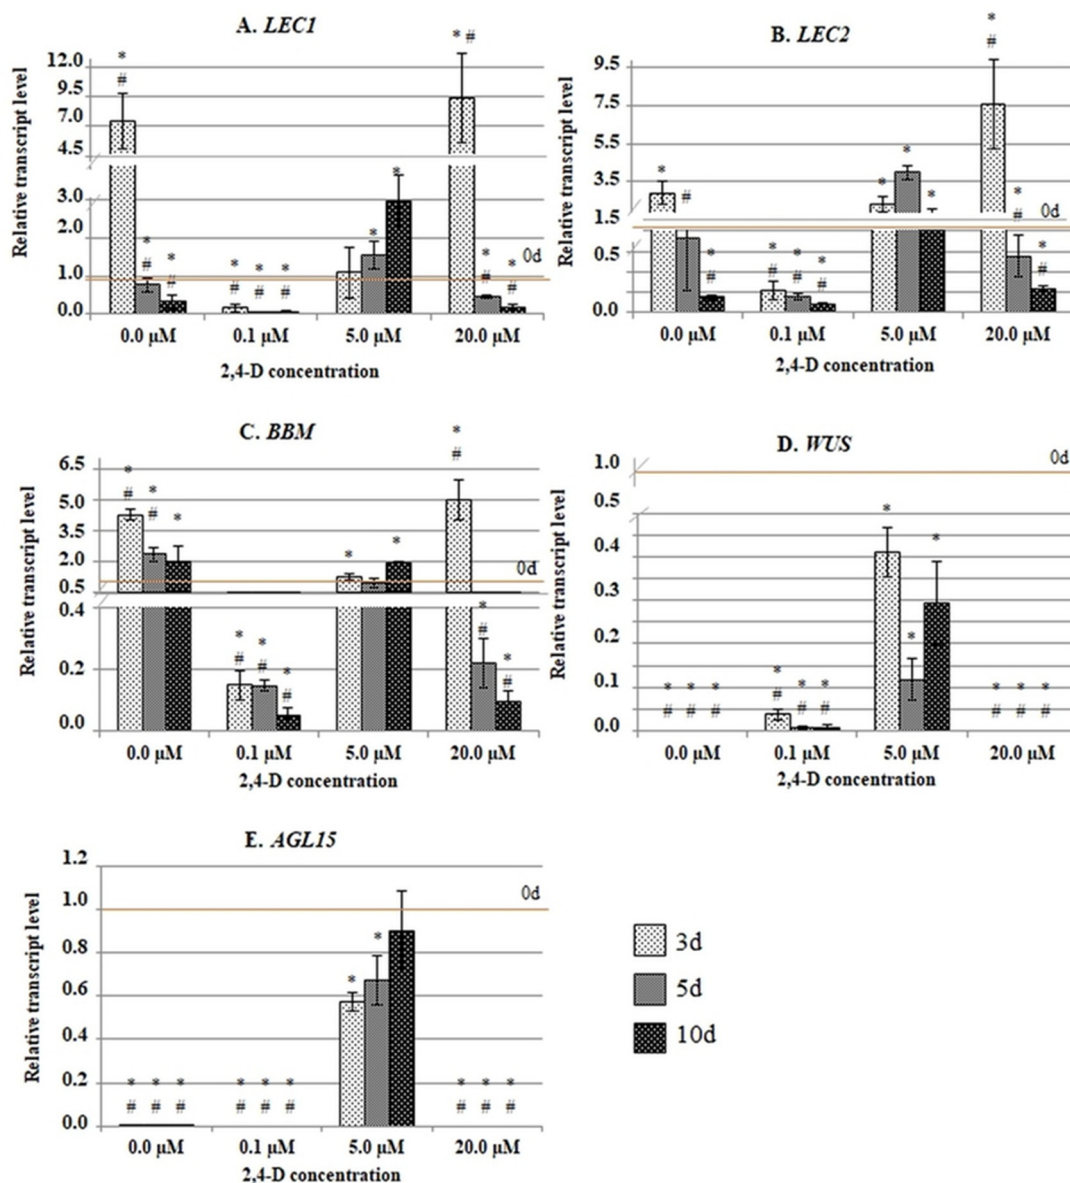 A. LEC1
Relative transcript level
12.0
9.5
7.0
4.5
3.0
2.0
1.0
0.0
* # * # * # * # * # * # * * * # * # * #
0d
0.0 µM 0.1 µM 5.0 µM 20.0 µM
2,4-D concentration
B. LEC2
Relative transcript level
9.5
7.5
5.5
3.5
1.5
0.5
* # * # * # * # * # * * * * # * # * #
0d
0.0 µM 0.1 µM 5.0 µM 20.0 µM
2,4-D concentration
C. BBM
Relative transcript level
6.5
5.0
3.5
2.0
0.5
0.4
0.2
0.0
* # * # * * # * # * # * * * # * # * #
0d
0.0 µM 0.1 µM 5.0 µM 20.0 µM
2,4-D concentration
D. WUS
Relative transcript level
1.0
0.5
0.4
0.3
0.2
0.1
0.0
* # * # * # * # * # * # * * * * # * # * #
0d
0.0 µM 0.1 µM 5.0 µM 20.0 µM
2,4-D concentration
E. AGL15
Relative transcript level
1.2
1.0
0.8
0.6
0.4
0.2
0.0
* # * # * # * # * # * # * * * # * # * #
0d
0.0 µM 0.1 µM 5.0 µM 20.0 µM
2,4-D concentration
3d
5d
10d